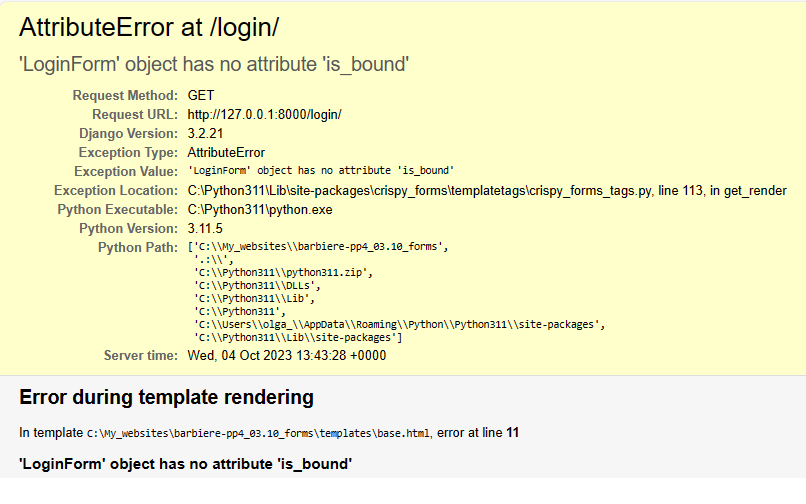 AttributeError at /login/
'LoginForm' object has no attribute 'is_bound'
Request Method: GET
Request URL: http://127.0.0.1:8000/login/
Django Version: 3.2.21
Exception Type: AttributeError
Exception Value: 'LoginForm' object has no attribute 'is_bound'
Exception Location: C:\Python311\Lib\site-packages\crispy_forms\templatetags\crispy_forms_tags.py, line 113, in get_render
Python Executable: C:\Python311\python.exe
Python Version: 3.11.5
Python Path: ['C:\\My_websites\\barbiere-pp4_03.10_forms',
'.:\\',
'C:\\Python311\\python311.zip',
'C:\\Python311\\DLLs',
'C:\\Python311\\Lib',
'C:\\Python311',
'C:\\Users\\olga_\\AppData\\Roaming\\Python\\Python311\\site-packages',
'C:\\Python311\\Lib\\site-packages']
Server time: Wed, 04 Oct 2023 13:43:28 +0000
Error during template rendering
In template C:\My_websites\barbiere-pp4_03.10_forms\templates\base.html, error at line 11
'LoginForm' object has no attribute 'is_bound'